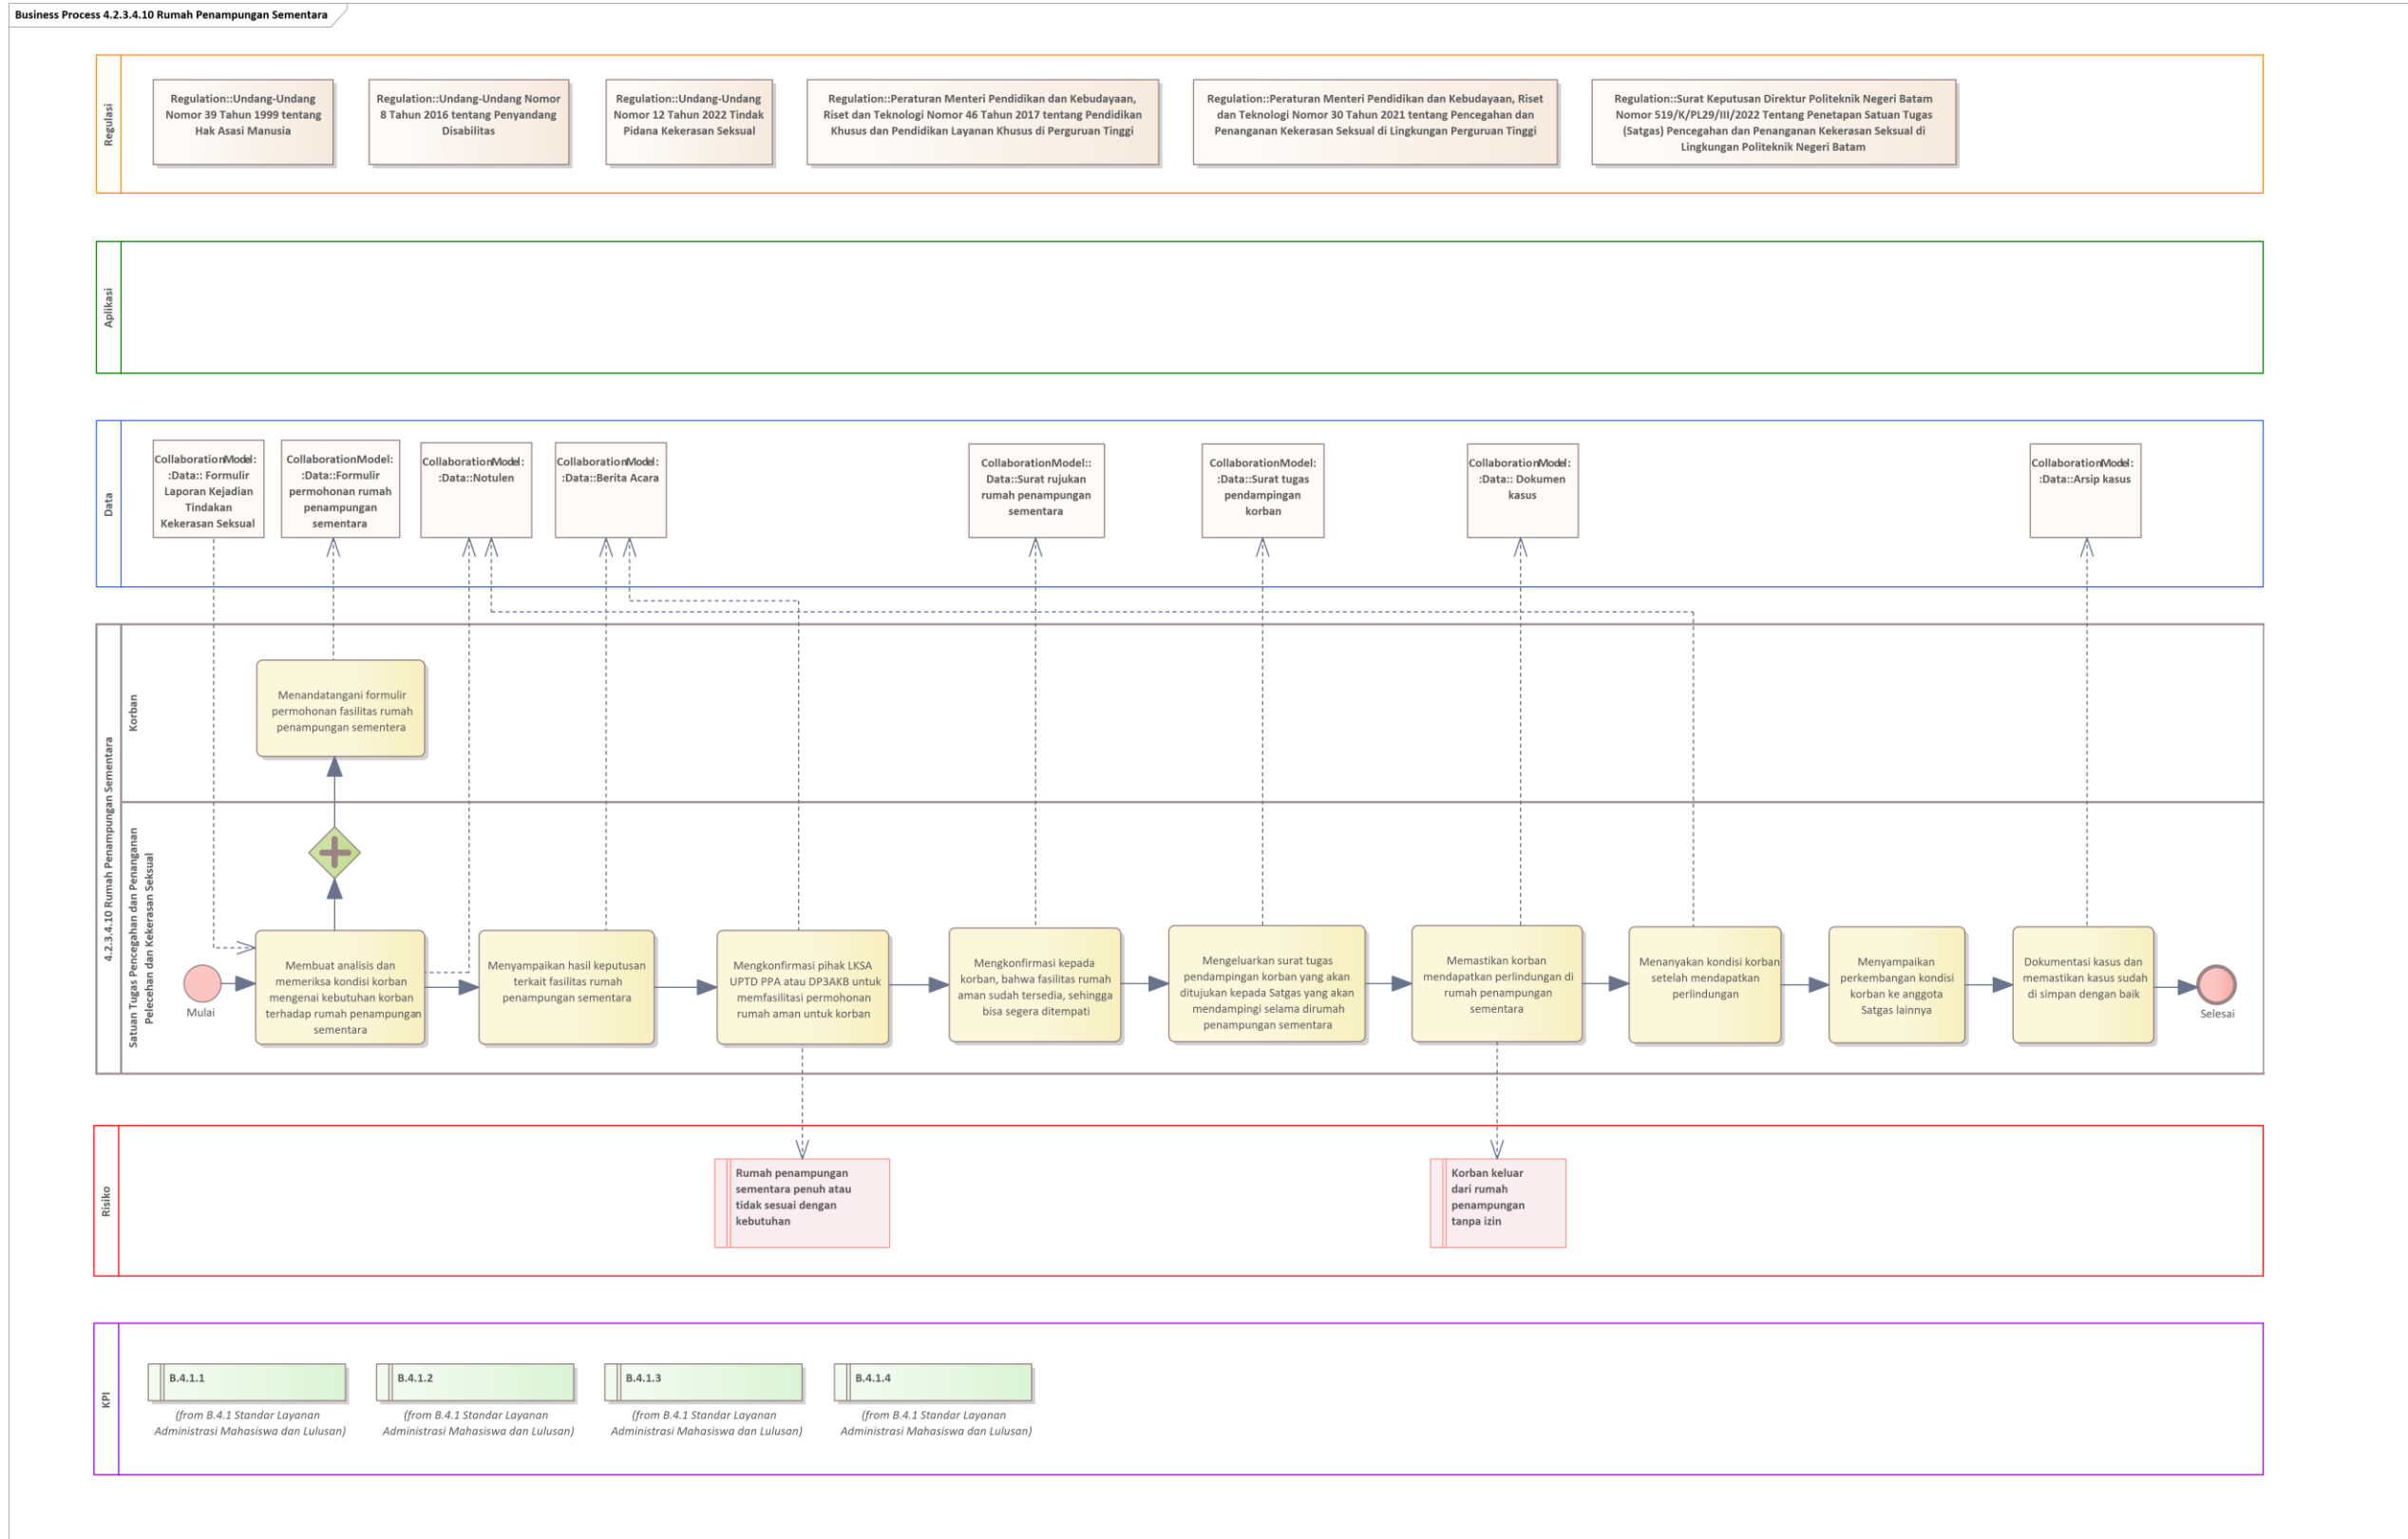 Business Process 4.2.3.4.10 Rumah Penampungan Sementara
Regulasi
Regulation::Undang-Undang
Nomor 39 Tahun 1999 tentang
Hak Asasi Manusia
Regulation::Undang-Undang Nomor
8 Tahun 2016 tentang Penyandang
Disabilitas
Regulation::Undang-Undang
Nomor 12 Tahun 2022 Tindak
Pidana Kekerasan Seksual
Regulation::Peraturan Menteri Pendidikan dan Kebudayaan,
Riset dan Teknologi Nomor 46 Tahun 2017 tentang Pendidikan
Khusus dan Pendidikan Layanan Khusus di Perguruan Tinggi
Regulation::Peraturan Menteri Pendidikan dan Kebudayaan, Riset
dan Teknologi Nomor 30 Tahun 2021 tentang Pencegahan dan
Penanganan Kekerasan Seksual di Lingkungan Perguruan Tinggi
Regulation::Surat Keputusan Direktur Politeknik Negeri Batam
Nomor 519/K/PL29/III/2022 Tentang Penetapan Satuan Tugas
(Satgas) Pencegahan dan Penanganan Kekerasan Seksual di
Lingkungan Politeknik Negeri Batam
Aplikasi
Data
CollaborationModel:
:Data:: Formulir
Laporan Kejadian
Tindakan
Kekerasan Seksual
CollaborationModel:
:Data::Formulir
permohonan rumah
penampungan
sementara
CollaborationModel:
:Data::Notulen
CollaborationModel:
:Data::Berita Acara
CollaborationModel::
Data::Surat rujukan
rumah penampungan
sementara
CollaborationModel:
:Data::Surat tugas
pendampingan
korban
CollaborationModel:
:Data:: Dokumen
kasus
CollaborationModel:
:Data::Arsip kasus
4.2.3.4.10 Rumah Penampungan Sementara
Korban
Menandatangani formulir
permohonan fasilitas rumah
penampungan sementera
Satuan Tugas Pencegahan dan Penanganan
Pelecehan dan Kekerasan Seksual
Mulai
Membuat analisis dan
memeriksa kondisi korban
mengenai kebutuhan korban
terhadap rumah penampungan
sementara
Menyampaikan hasil keputusan
terkait fasilitas rumah
penampungan sementara
Mengkonfirmasi pihak LKSA
UPTD PPA atau DP3AKB untuk
memfasilitasi permohonan
rumah aman untuk korban
Mengkonfirmasi kepada
korban, bahwa fasilitas rumah
aman sudah tersedia, sehingga
bisa segera ditempati
Mengeluarkan surat tugas
pendampingan korban yang akan
ditujukan kepada Satgas yang akan
mendampingi selama dirumah
penampungan sementara
Memastikan korban
mendapatkan perlindungan di
rumah penampungan
sementara
Menanyakan kondisi korban
setelah mendapatkan
perlindungan
Menyampaikan
perkembangan kondisi
korban ke anggota
Satgas lainnya
Dokumentasi kasus dan
memastikan kasus sudah
di simpan dengan baik
Selesai
Risiko
Rumah penampungan
sementara penuh atau
tidak sesuai dengan
kebutuhan
Korban keluar
dari rumah
penampungan
tanpa izin
KPI
B.4.1.1
(from B.4.1 Standar Layanan
Administrasi Mahasiswa dan Lulusan)
B.4.1.2
(from B.4.1 Standar Layanan
Administrasi Mahasiswa dan Lulusan)
B.4.1.3
(from B.4.1 Standar Layanan
Administrasi Mahasiswa dan Lulusan)
B.4.1.4
(from B.4.1 Standar Layanan
Administrasi Mahasiswa dan Lulusan)